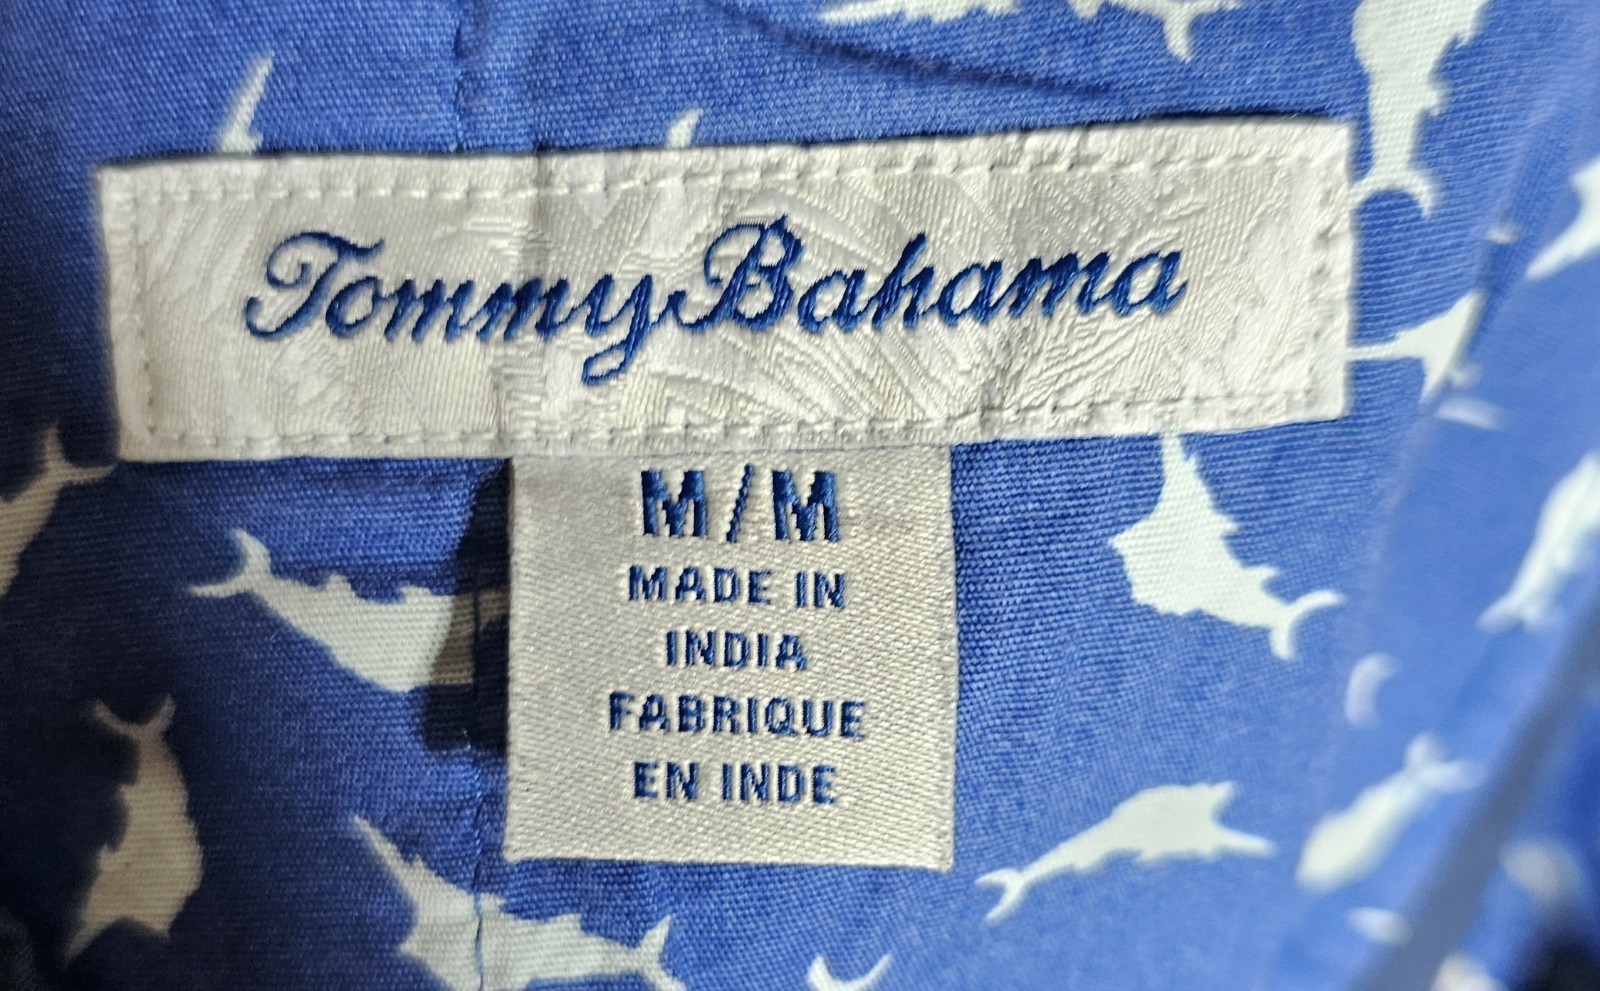 Tommy Bahama
M/M
MADE IN
INDIA
FABRIQUE
EN INDE